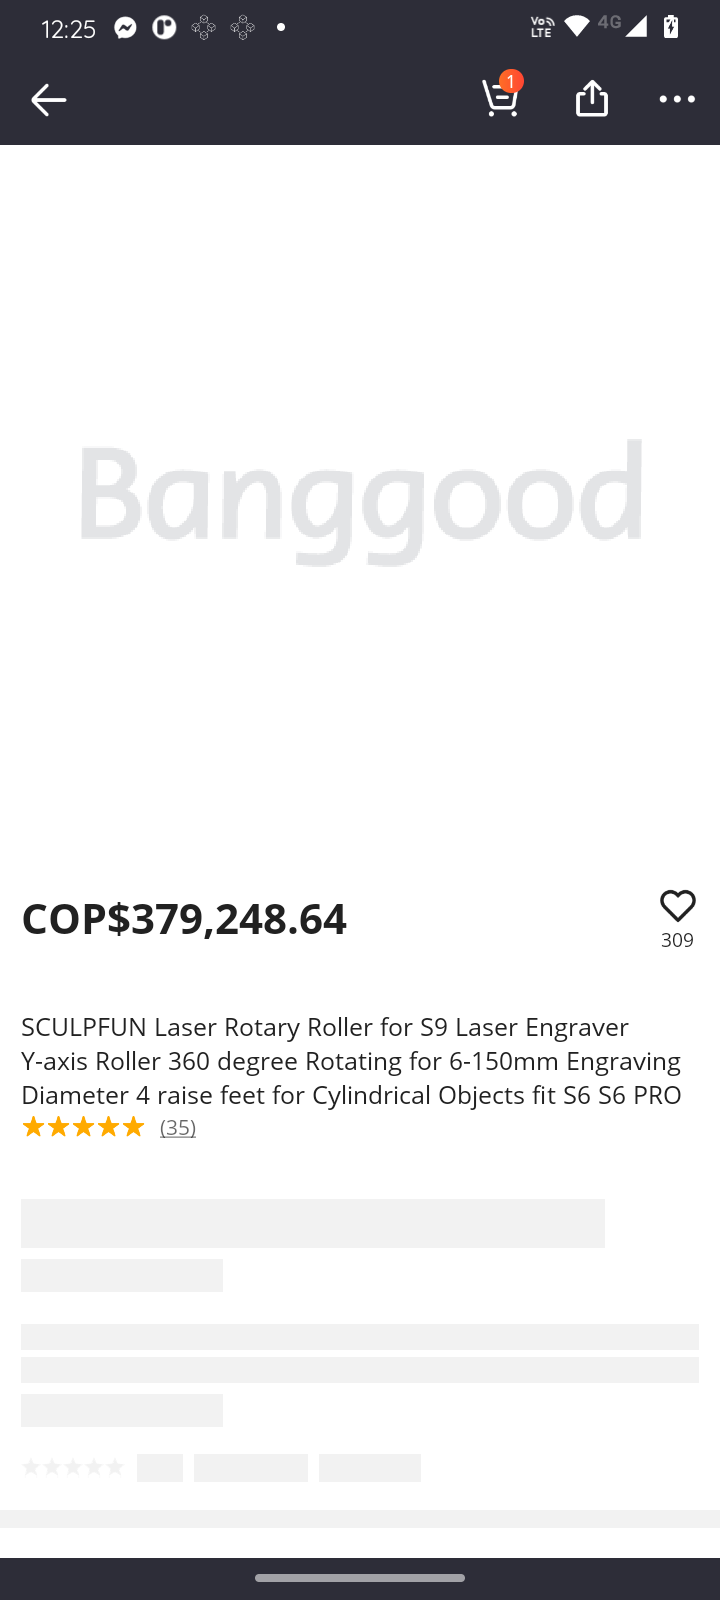 12:25
Vo))
LTE
4G
1
Banggood
COP$379,248.64
309
SCULPFUN Laser Rotary Roller for S9 Laser Engraver
Y-axis Roller 360 degree Rotating for 6-150mm Engraving
Diameter 4 raise feet for Cylindrical Objects fit S6 S6 PRO
(35)